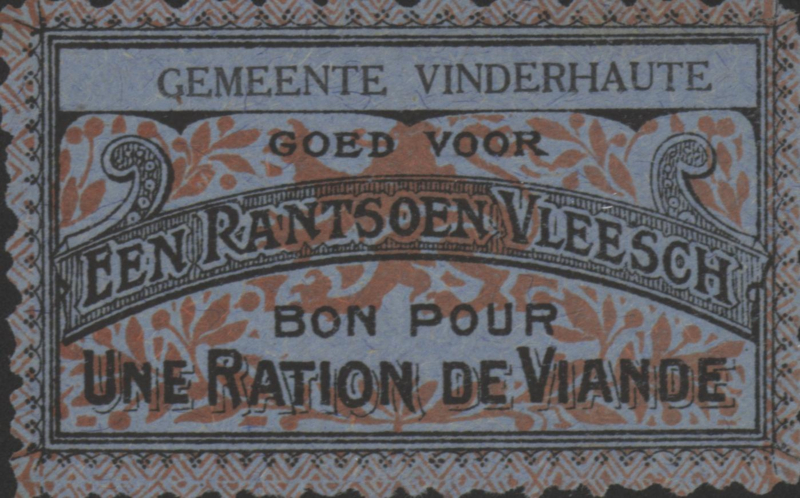 GEMEENTE VINDERHAUTE
GOED VOOR
EEN RANTSOEN VLEESCH
BON POUR
UNE RATION DE VIANDE